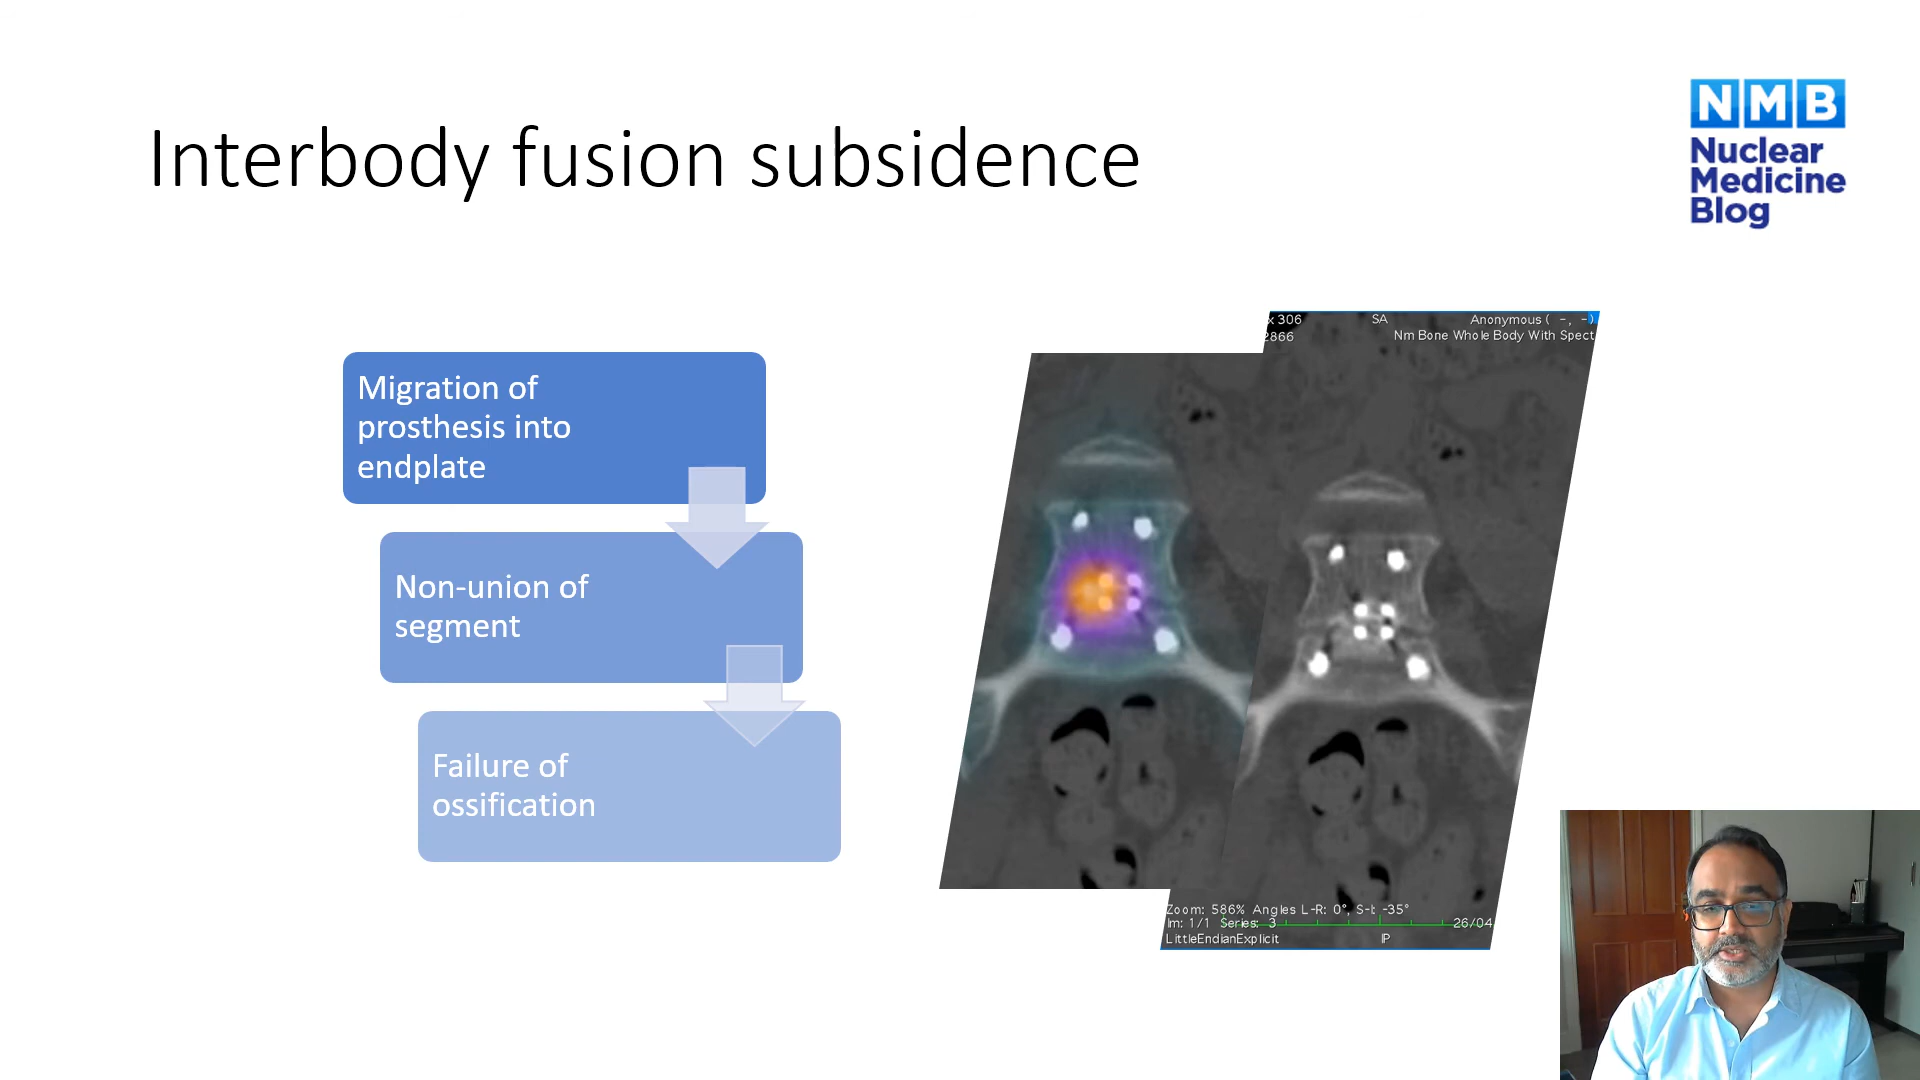 Interbody fusion subsidence
NMB
Nuclear
Medicine
Blog
Migration of
prosthesis into
endplate
Non-union of
segment
Failure of
ossification
x 306
2866
SA
Anonymous ( -, -)
Nm Bone Whole Body With Spect
Zoom: 586% Angles L-R: 0°, S-I: -35°
Im: 1/1 Series: 3
26/04
LittleEndianExplicit
IP